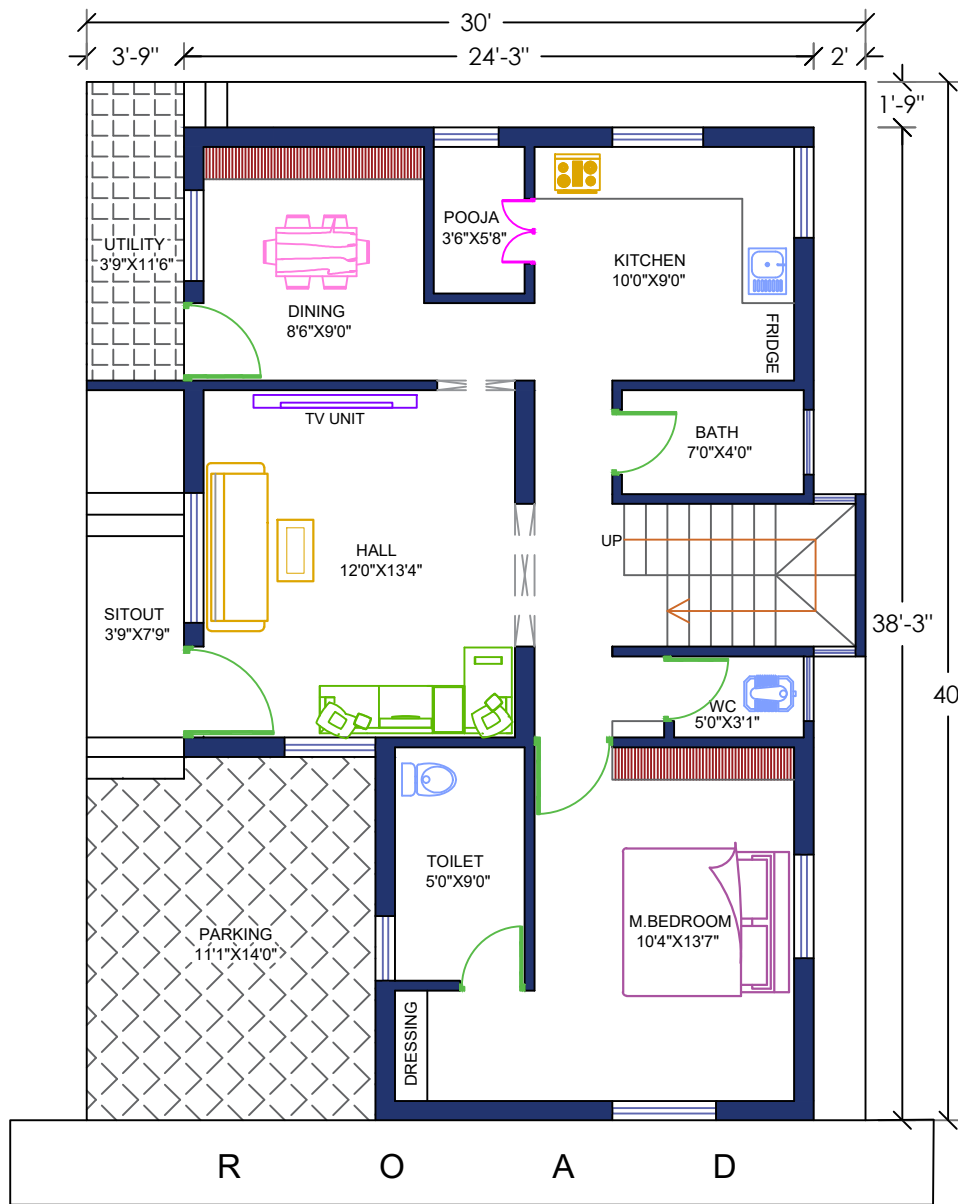 30'
3'-9"
24'-3"
2'
1'-9"
POOJA
3'6"X5'8"
UTILITY
3'9"X11'6"
KITCHEN
10'0"X9'0"
DINING
8'6"X9'0"
FRIDGE
TV UNIT
BATH
7'0"X4'0"
UP
HALL
12'0"X13'4"
SITOUT
3'9"X7'9"
38'-3"
40
WC
5'0"X3'1"
TOILET
5'0"X9'0"
M.BEDROOM
10'4"X13'7"
PARKING
11'1"X14'0"
DRESSING
R O A D